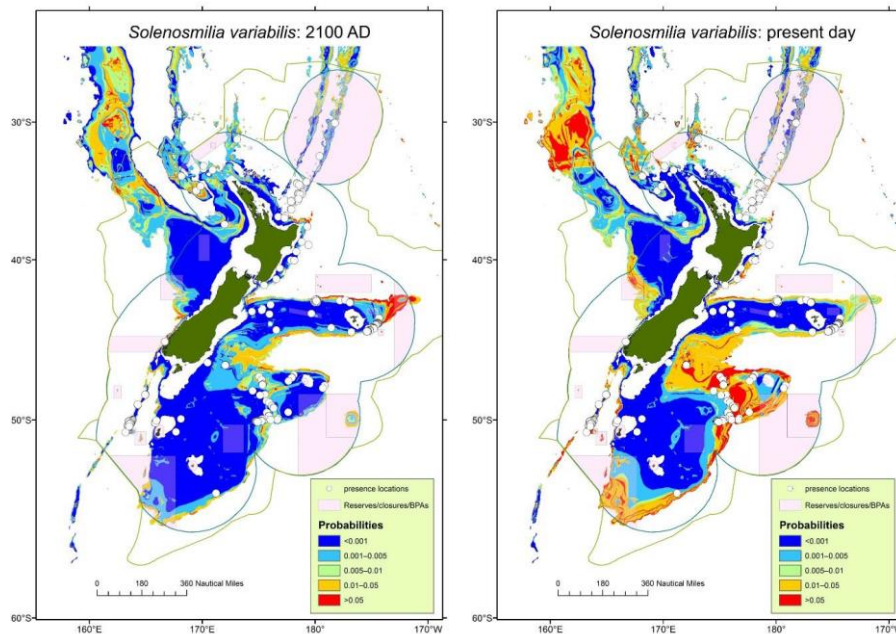 Solenosmilia variabilis: 2100 AD
30°S
40°S
50°S
60°S
presence locations
Reserves/closures/BPAs
Probabilities
<0.001
0.001–0.005
0.005–0.01
0.01–0.05
>0.05
0 180 360 Nautical Miles
160°E 170°E 180° 170°W
Solenosmilia variabilis: present day
30°S
40°S
50°S
60°S
presence locations
Reserves/closures/BPAs
Probabilities
<0.001
0.001–0.005
0.005–0.01
0.01–0.05
>0.05
0 180 360 Nautical Miles
160°E 170°E 180° 170°W